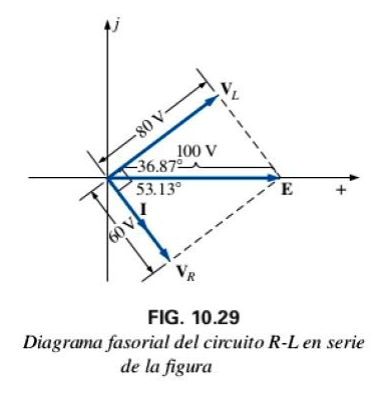 j
V_L
80 V
100 V
36.87°
53.13°
E
+
I
60 V
V_R
FIG. 10.29
Diagrama fasorial del circuito R-L en serie
de la figura